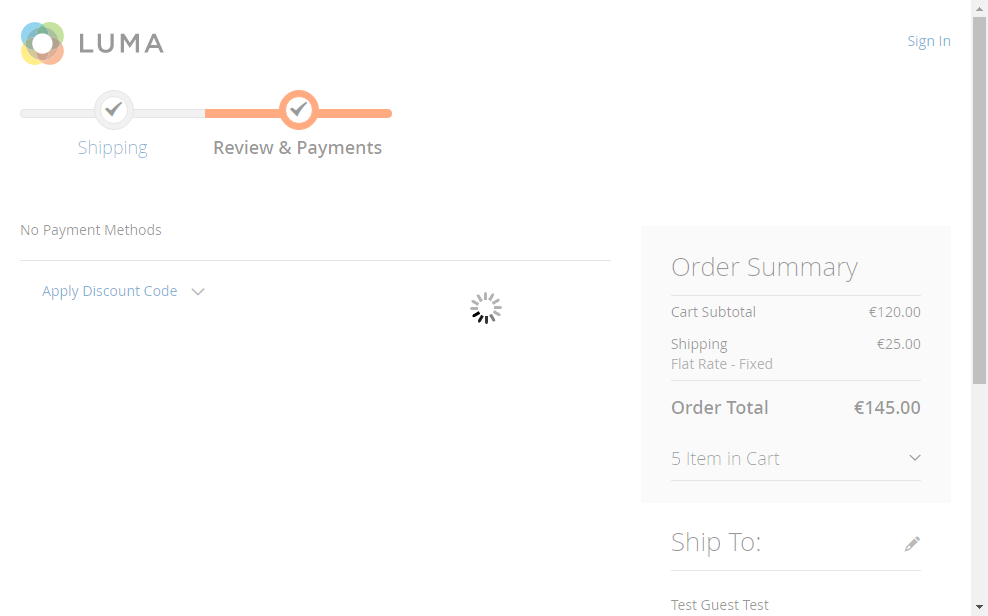 LUMA
Sign In
Shipping
Review & Payments
No Payment Methods
Apply Discount Code
Order Summary
Cart Subtotal €120.00
Shipping €25.00
Flat Rate - Fixed
Order Total €145.00
5 Item in Cart
Ship To:
Test Guest Test